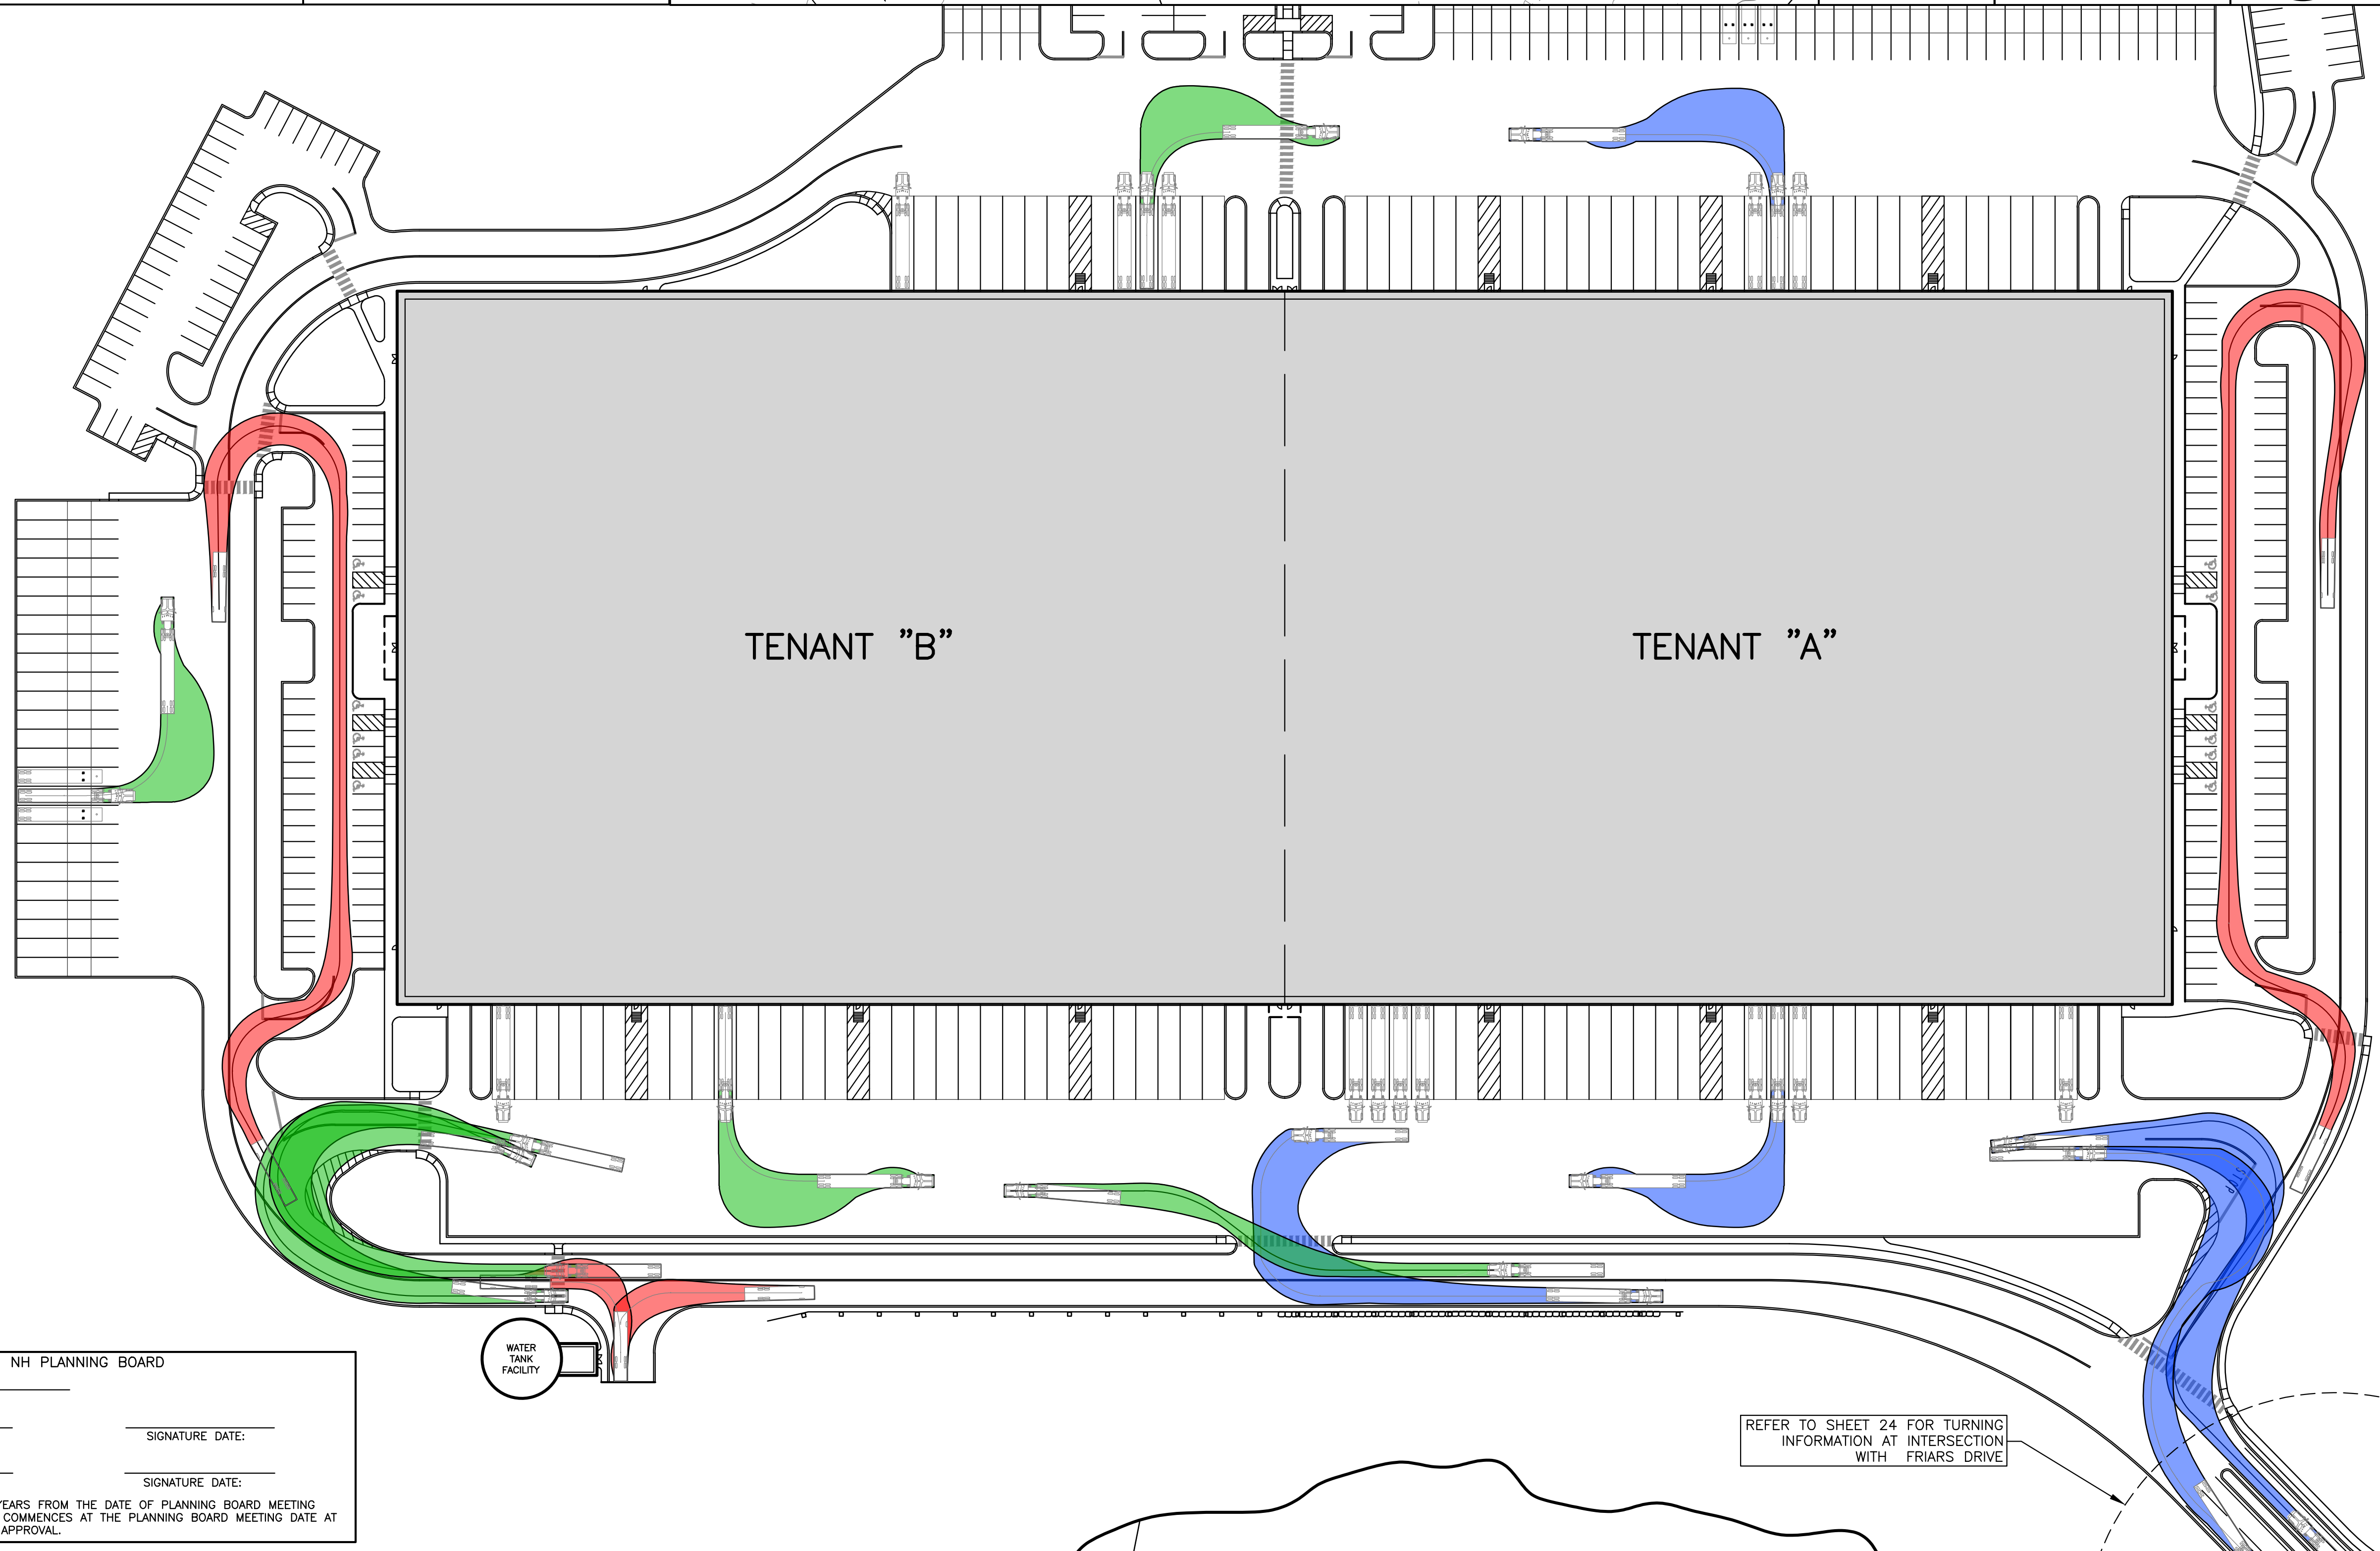 TENANT "B"
TENANT "A"
STOP
WATER
TANK
FACILITY
NH PLANNING BOARD
SIGNATURE DATE:
SIGNATURE DATE:
YEARS FROM THE DATE OF PLANNING BOARD MEETING
COMMENCES AT THE PLANNING BOARD MEETING DATE AT
APPROVAL.
REFER TO SHEET 24 FOR TURNING
INFORMATION AT INTERSECTION
WITH FRIARS DRIVE